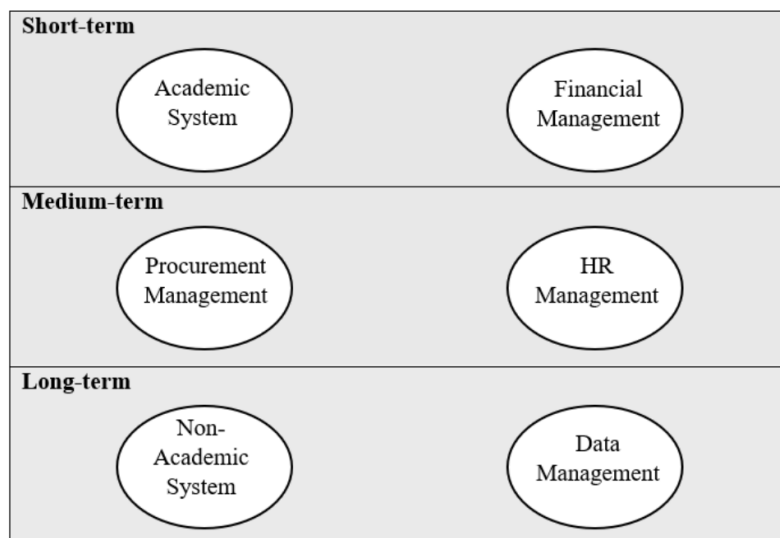 Short-term
Academic
System
Financial
Management
Medium-term
Procurement
Management
HR
Management
Long-term
Non-
Academic
System
Data
Management